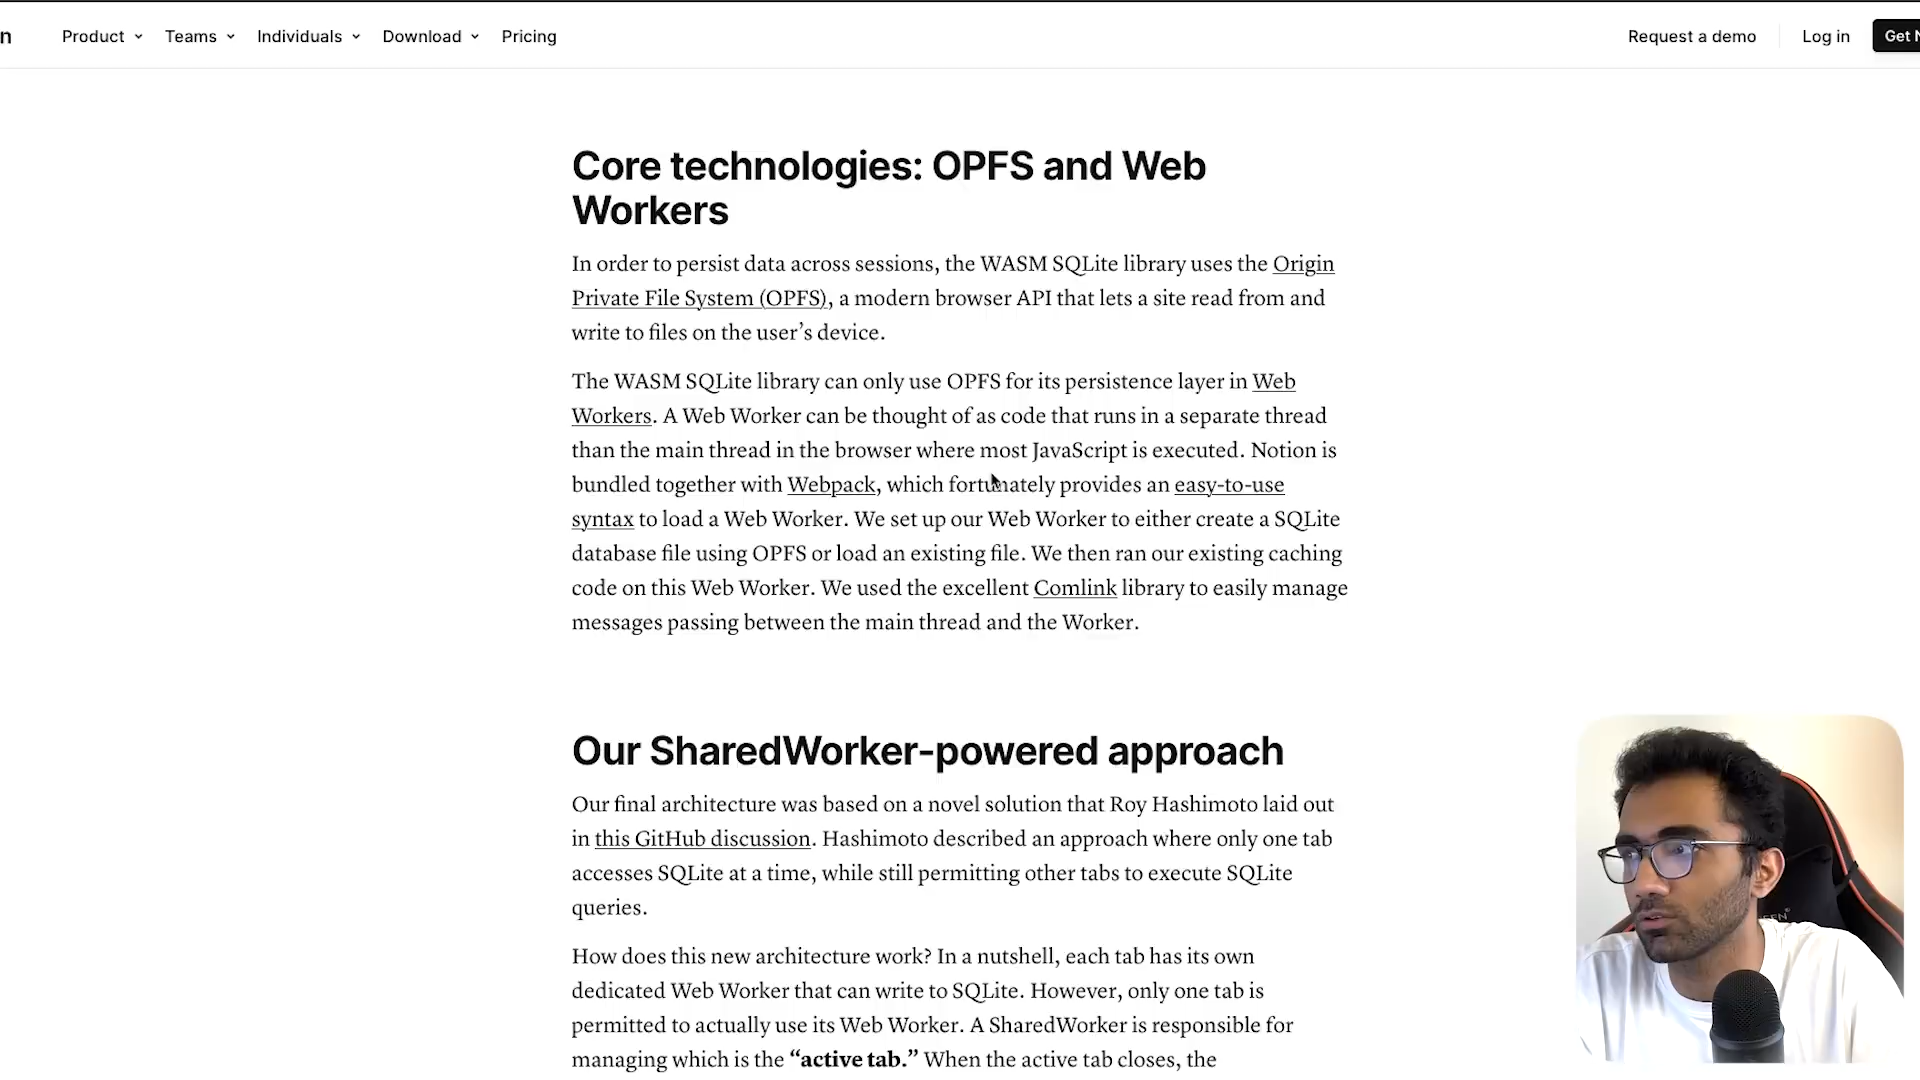 n Product Teams Individuals Download Pricing Request a demo Log in Get N
Core technologies: OPFS and Web
Workers
In order to persist data across sessions, the WASM SQLite library uses the Origin
Private File System (OPFS), a modern browser API that lets a site read from and
write to files on the user’s device.
The WASM SQLite library can only use OPFS for its persistence layer in Web
Workers. A Web Worker can be thought of as code that runs in a separate thread
than the main thread in the browser where most JavaScript is executed. Notion is
bundled together with Webpack, which fortunately provides an easy-to-use
syntax to load a Web Worker. We set up our Web Worker to either create a SQLite
database file using OPFS or load an existing file. We then ran our existing caching
code on this Web Worker. We used the excellent Comlink library to easily manage
messages passing between the main thread and the Worker.
Our SharedWorker-powered approach
Our final architecture was based on a novel solution that Roy Hashimoto laid out
in this GitHub discussion. Hashimoto described an approach where only one tab
accesses SQLite at a time, while still permitting other tabs to execute SQLite
queries.
How does this new architecture work? In a nutshell, each tab has its own
dedicated Web Worker that can write to SQLite. However, only one tab is
permitted to actually use its Web Worker. A SharedWorker is responsible for
managing which is the “active tab.” When the active tab closes, the